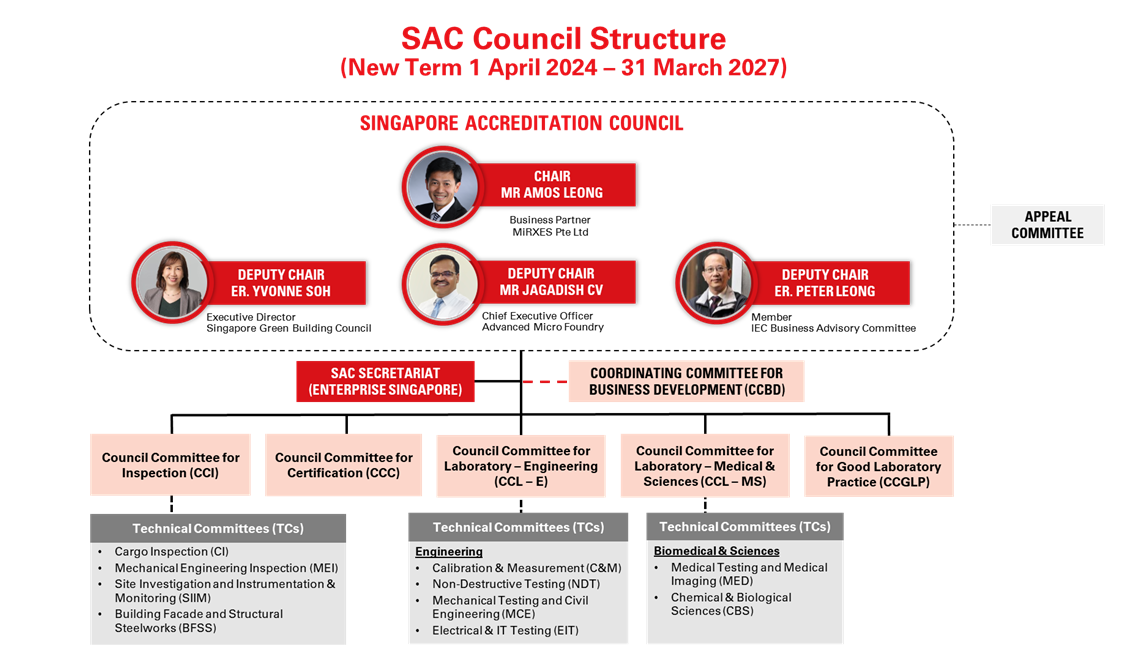 SAC Council Structure
(New Term 1 April 2024 – 31 March 2027)
SINGAPORE ACCREDITATION COUNCIL
CHAIR
MR AMOS LEONG
Business Partner
MiRXES Pte Ltd
APPEAL
COMMITTEE
DEPUTY CHAIR
ER. YVONNE SOH
Executive Director
Singapore Green Building Council
DEPUTY CHAIR
MR JAGADISH CV
Chief Executive Officer
Advanced Micro Foundry
DEPUTY CHAIR
ER. PETER LEONG
Member
IEC Business Advisory Committee
SAC SECRETARIAT
(ENTERPRISE SINGAPORE)
COORDINATING COMMITTEE FOR
BUSINESS DEVELOPMENT (CCBD)
Council Committee for
Inspection (CCI)
Council Committee for
Certification (CCC)
Council Committee for
Laboratory – Engineering
(CCL – E)
Council Committee for
Laboratory – Medical &
Sciences (CCL – MS)
Council Committee
for Good Laboratory
Practice (CCGLP)
Technical Committees (TCs)
• Cargo Inspection (CI)
• Mechanical Engineering Inspection (MEI)
• Site Investigation and Instrumentation &
Monitoring (SIIM)
• Building Facade and Structural
Steelworks (BFSS)
Technical Committees (TCs)
Engineering
• Calibration & Measurement (C&M)
• Non-Destructive Testing (NDT)
• Mechanical Testing and Civil
Engineering (MCE)
• Electrical & IT Testing (EIT)
Technical Committees (TCs)
Biomedical & Sciences
• Medical Testing and Medical
Imaging (MED)
• Chemical & Biological
Sciences (CBS)